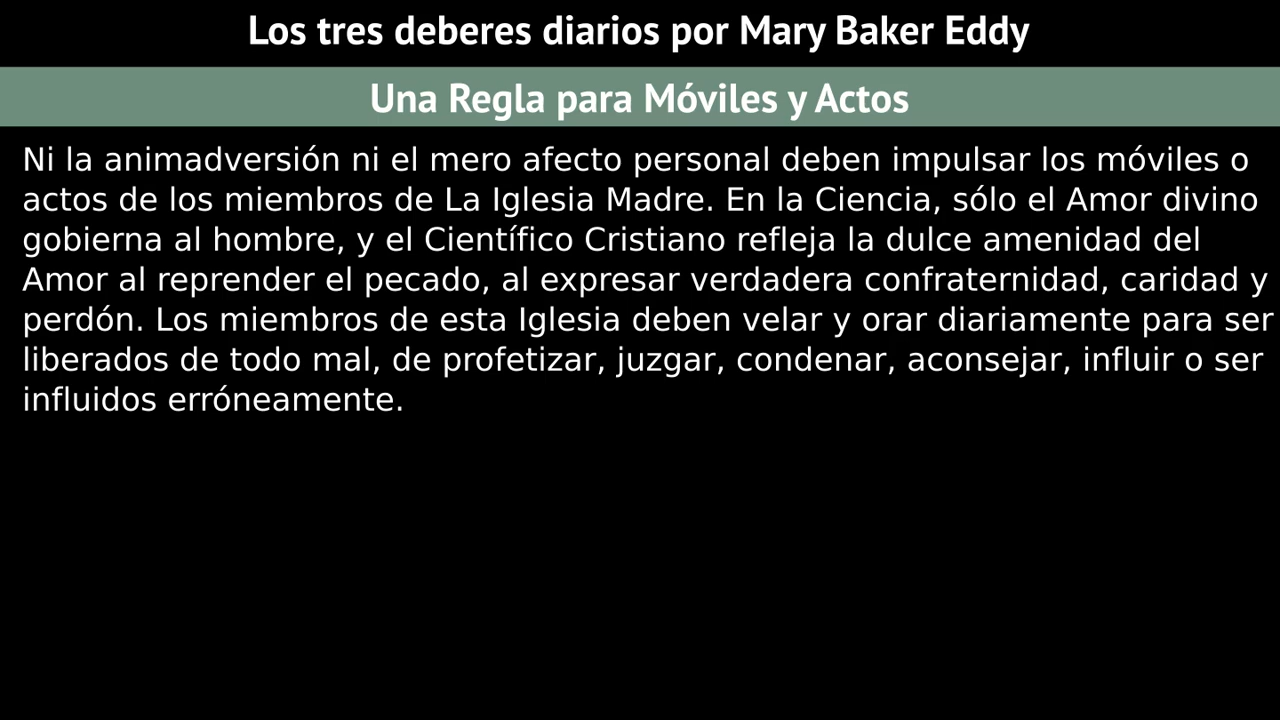 Los tres deberes diarios por Mary Baker Eddy
Una Regla para Móviles y Actos
Ni la animadversión ni el mero afecto personal deben impulsar los móviles o
actos de los miembros de La Iglesia Madre. En la Ciencia, sólo el Amor divino
gobierna al hombre, y el Científico Cristiano refleja la dulce amenidad del
Amor al reprender el pecado, al expresar verdadera confraternidad, caridad y
perdón. Los miembros de esta Iglesia deben velar y orar diariamente para ser
liberados de todo mal, de profetizar, juzgar, condenar, aconsejar, influir o ser
influidos erróneamente.